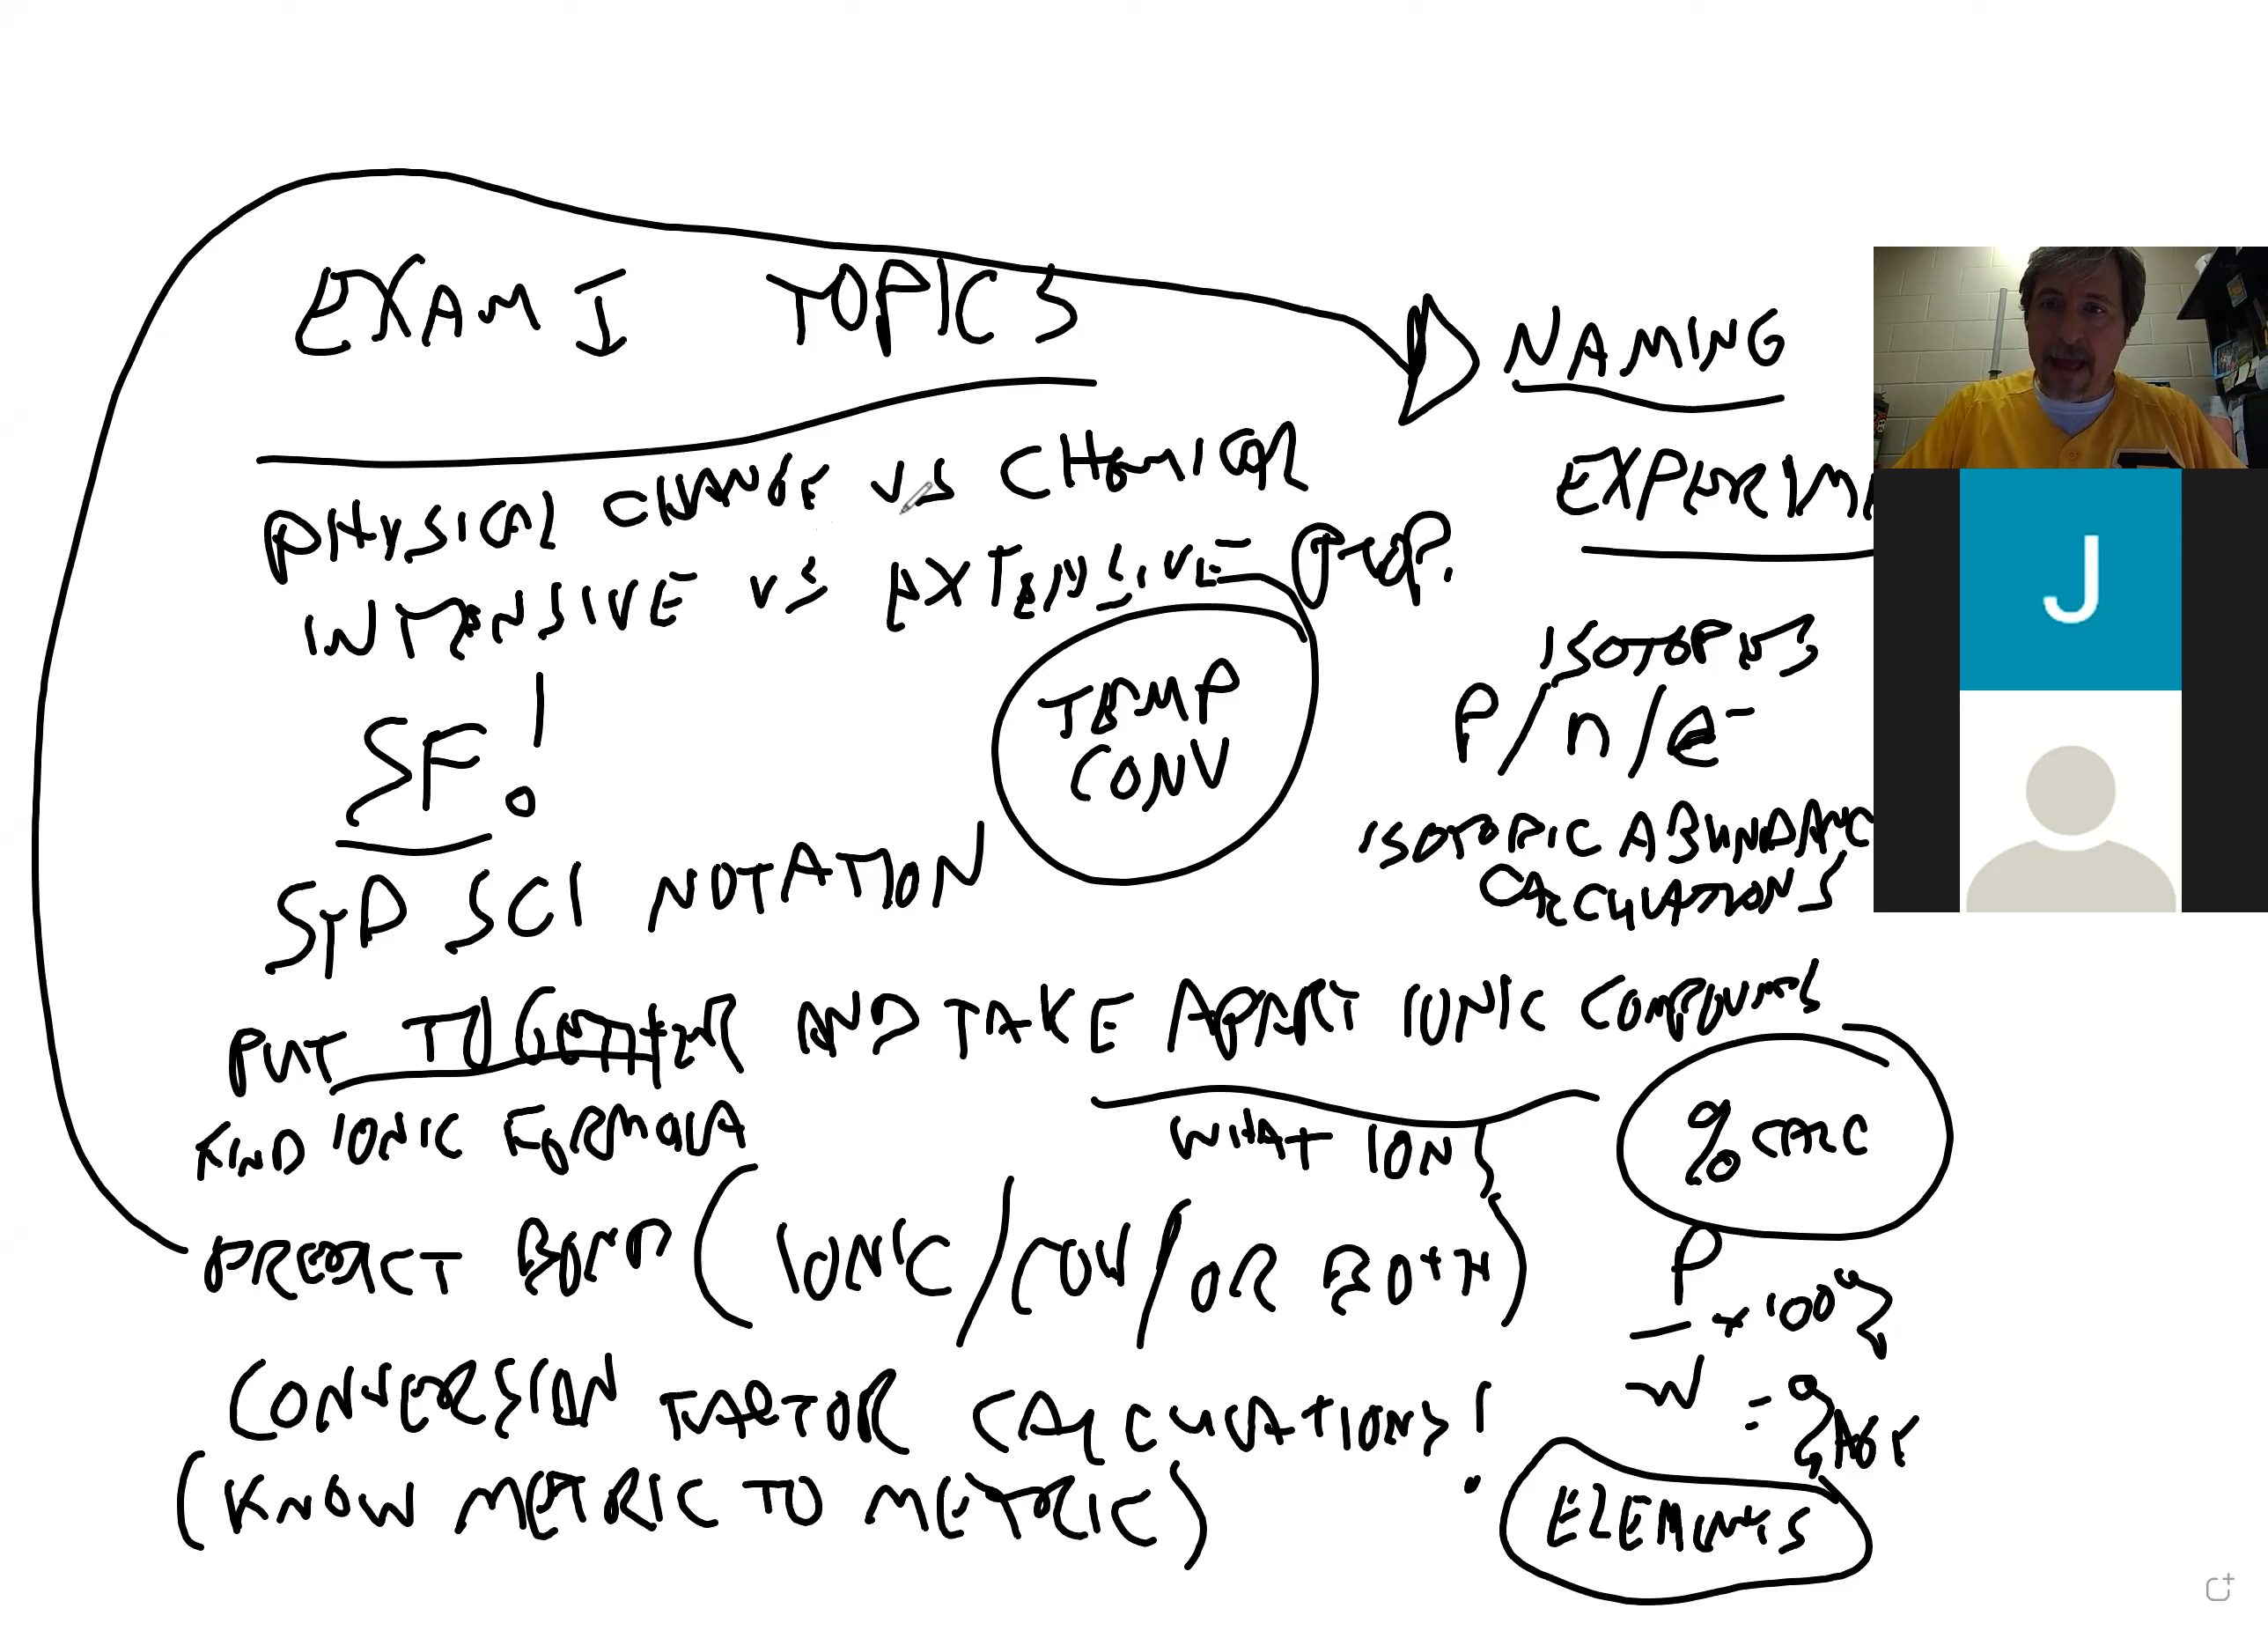 EXAM I TOPICS
PHYSICAL CHANGE VS CHEMICAL
INTENSIVE VS EXTENSIVE PROP.
SF!
TEMP
CONV
STD SCI NOTATION
PUT TOGETHER AND TAKE APART IONIC COMPOUNDS
FIND IONIC FORMULA
WHAT IONS
PREDICT BOND (IONIC/COV/OR BOTH)
CONVERSION FACTOR CALCULATIONS!
(KNOW METRIC TO METRIC)
NAMING
EXPERIM
ISOTOPES
P/n/e-
ISOTOPIC ABUNDANC
CALCULATIONS
% CALC
P
— x 100%
W
= %AGE
ELEMENTS
J